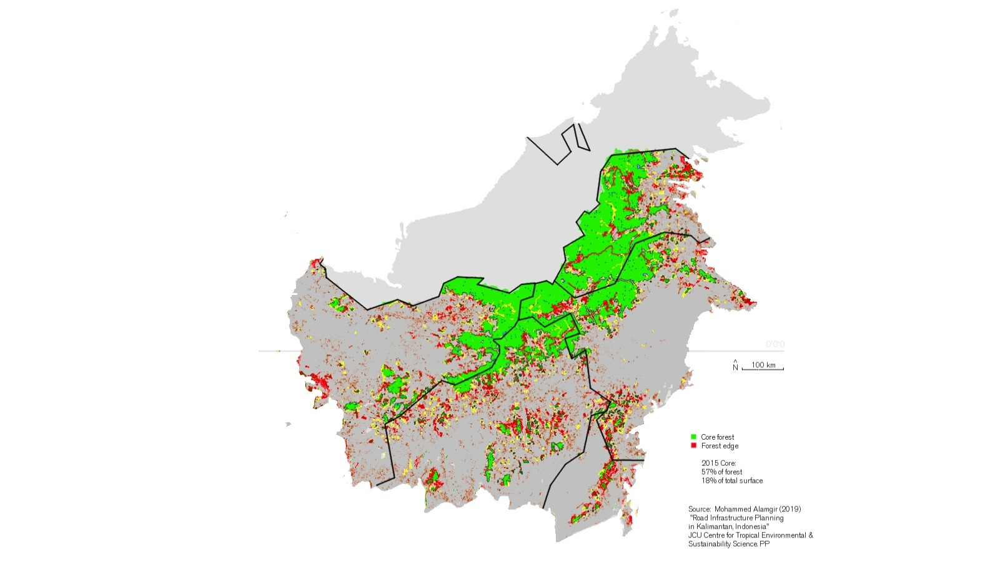 0°0'0
^
N
100 km
Core forest
Forest edge
2015 Core:
57% of forest
18% of total surface
Source: Mohammed Alamgir (2019)
"Road Infrastructure Planning
in Kalimantan, Indonesia"
JCU Centre for Tropical Environmental &
Sustainability Science. PP